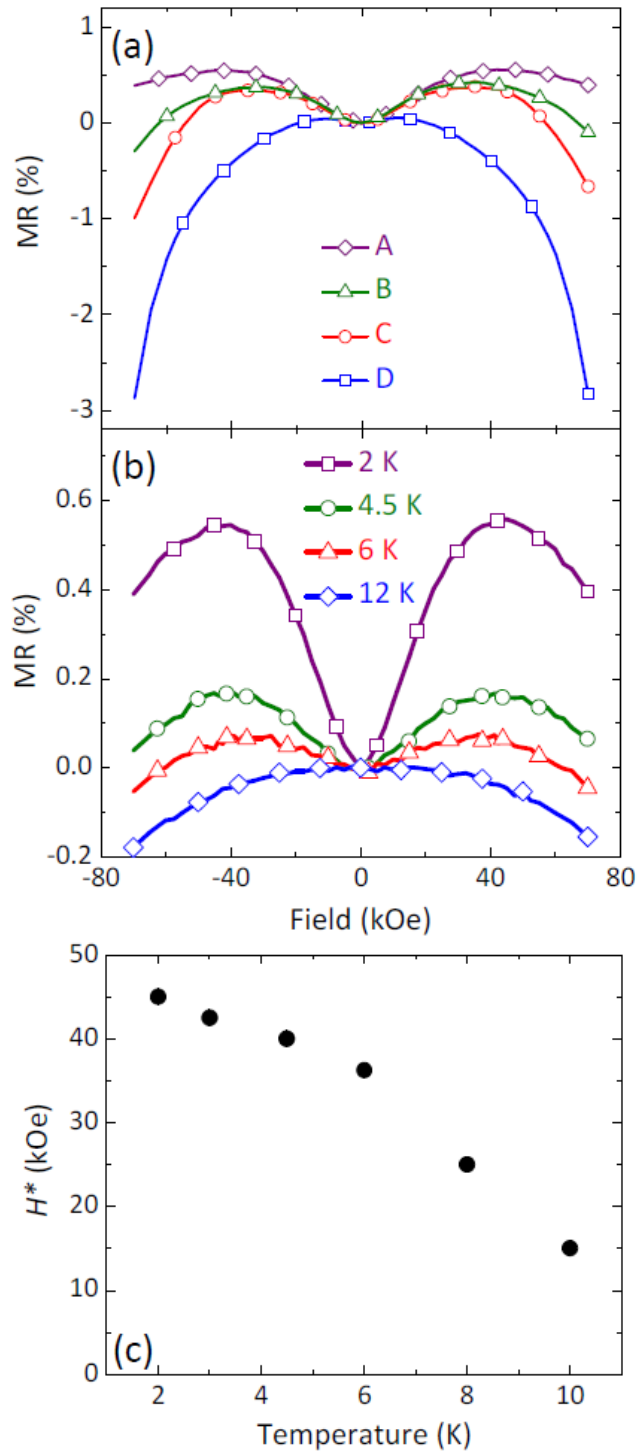 (a)
1
0
-1
-2
-3
MR (%)
A
B
C
D
(b)
2 K
4.5 K
6 K
12 K
0.6
0.4
0.2
0.0
-0.2
MR (%)
-80 -40 0 40 80
Field (kOe)
50
40
30
20
10
0
H* (kOe)
(c)
2 4 6 8 10
Temperature (K)